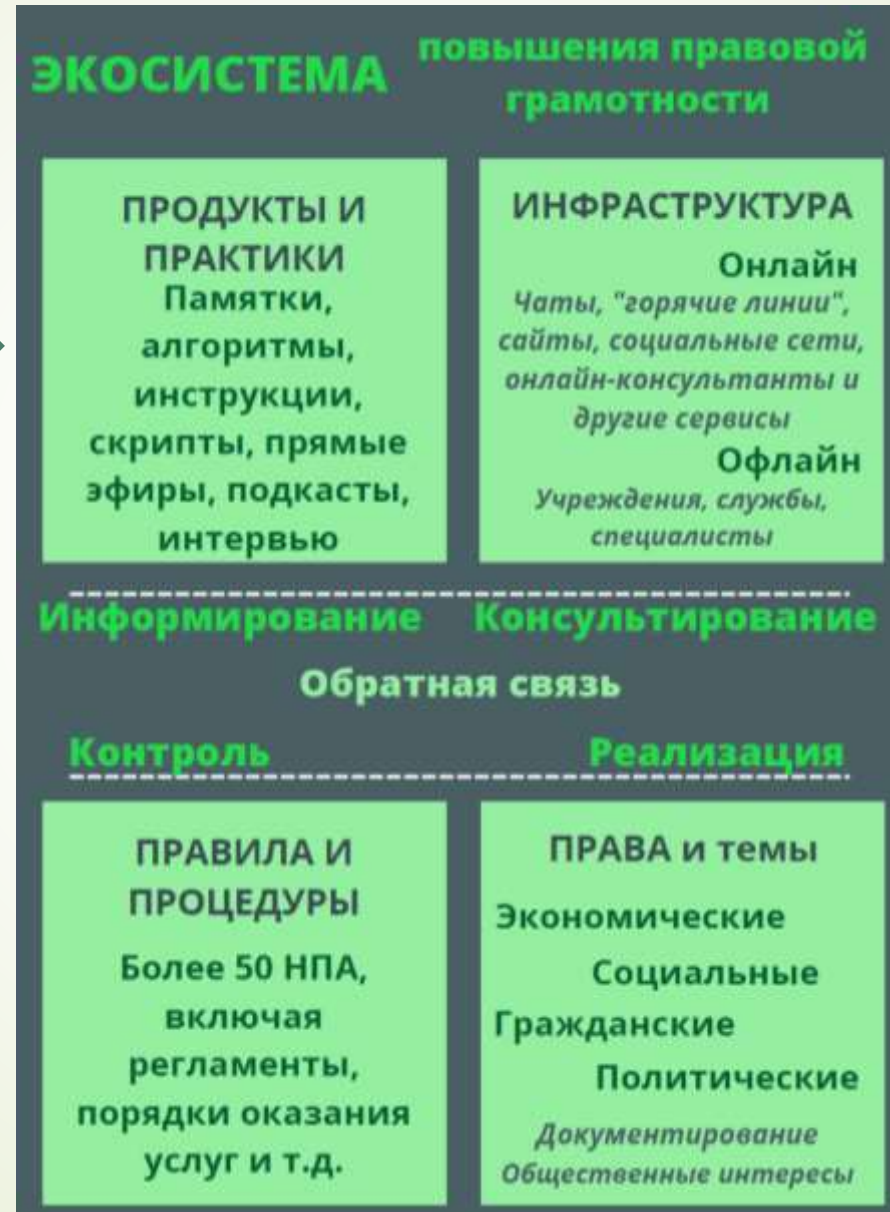 ЭКОСИСТЕМА
повышения правовой
грамотности
ПРОДУКТЫ И
ПРАКТИКИ
Памятки,
алгоритмы,
инструкции,
скрипты, прямые
эфиры, подкасты,
интервью
ИНФРАСТРУКТУРА
Онлайн
Чаты, "горячие линии",
сайты, социальные сети,
онлайн-консультанты и
другие сервисы
Офлайн
Учреждения, службы,
специалисты
Информирование
Консультирование
Обратная связь
Контроль
Реализация
ПРАВИЛА И
ПРОЦЕДУРЫ
Более 50 НПА,
включая
регламенты,
порядки оказания
услуг и т.д.
ПРАВА и темы
Экономические
Социальные
Гражданские
Политические
Документирование
Общественные интересы